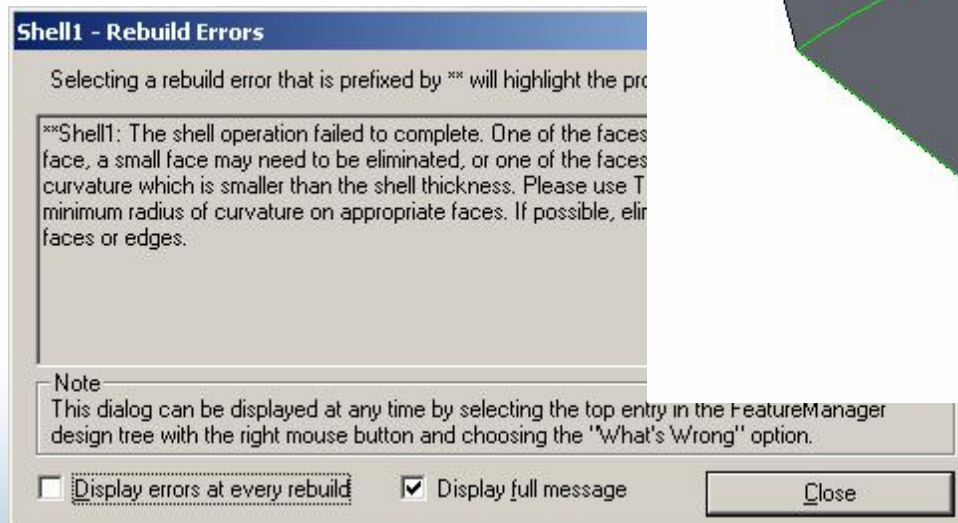 Shell1 - Rebuild Errors
Selecting a rebuild error that is prefixed by ** will highlight the
**Shell1: The shell operation failed to complete. One of the faces
face, a small face may need to be eliminated, or one of the faces
curvature which is smaller than the shell thickness. Please use
minimum radius of curvature on appropriate faces. If possible,
faces or edges.
Note
This dialog can be displayed at any time by selecting the top entry in the FeatureManager
design tree with the right mouse button and choosing the "What's Wrong" option.
Display errors at every rebuild
Display full message
Close